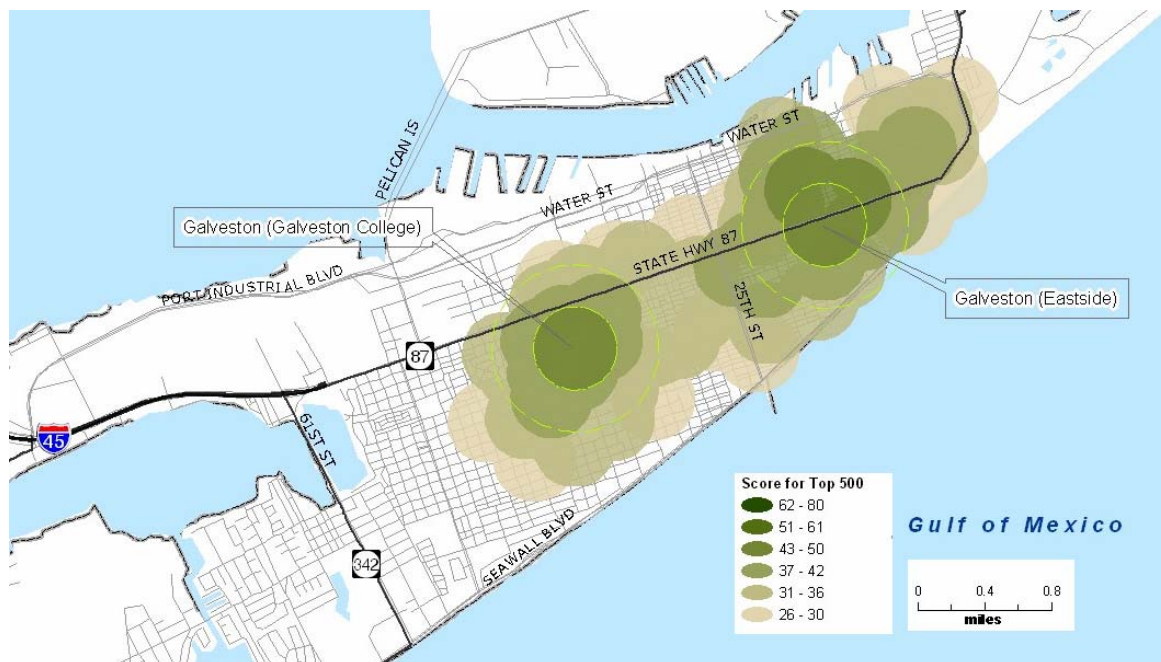 PELICAN IS
WATER ST
WATER ST
Galveston (Galveston College)
STATE HWY 87
PORT INDUSTRIAL BLVD
25TH ST
Galveston (Eastside)
87
45
61ST ST
342
SEAWALL BLVD
Score for Top 500
62 - 80
51 - 61
43 - 50
37 - 42
31 - 36
26 - 30
Gulf of Mexico
0 0.4 0.8
miles